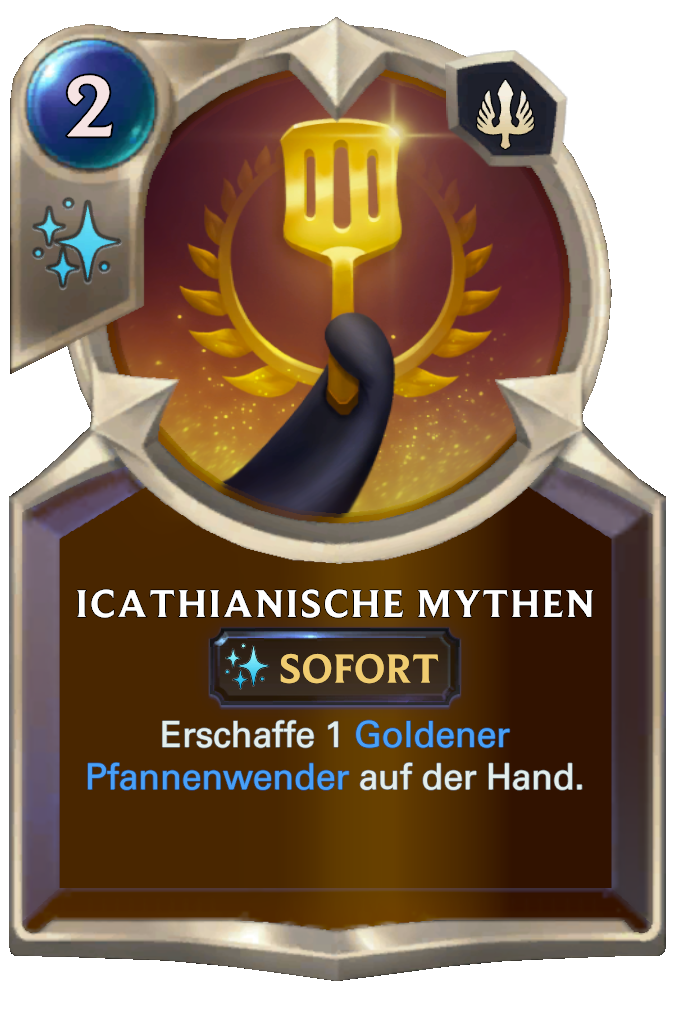 2
ICATHIANISCHE MYTHEN
SOFORT
Erschaffe 1 Goldener
Pfannenwender auf der Hand.